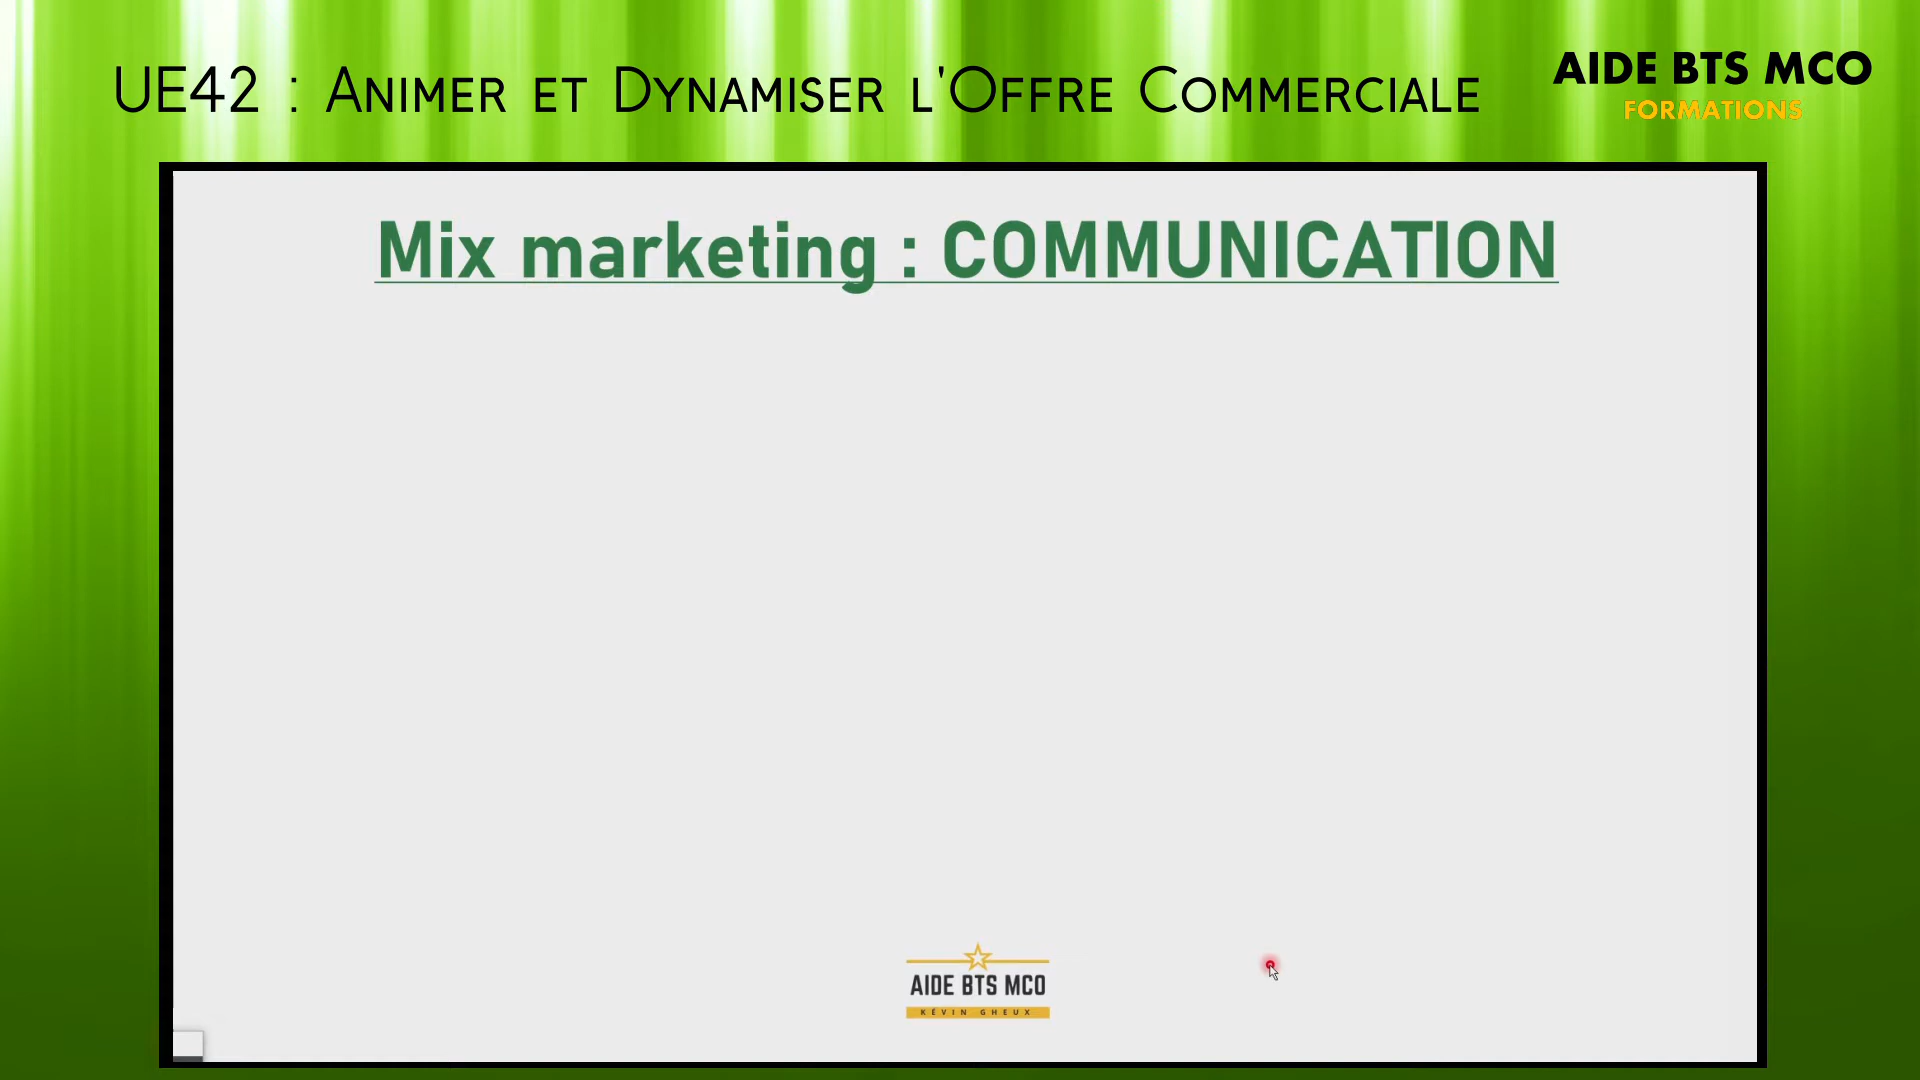 UE42 : Animer et Dynamiser l'Offre Commerciale
AIDE BTS MCO
FORMATIONS
Mix marketing : COMMUNICATION
AIDE BTS MCO
KÉVIN GHEUX